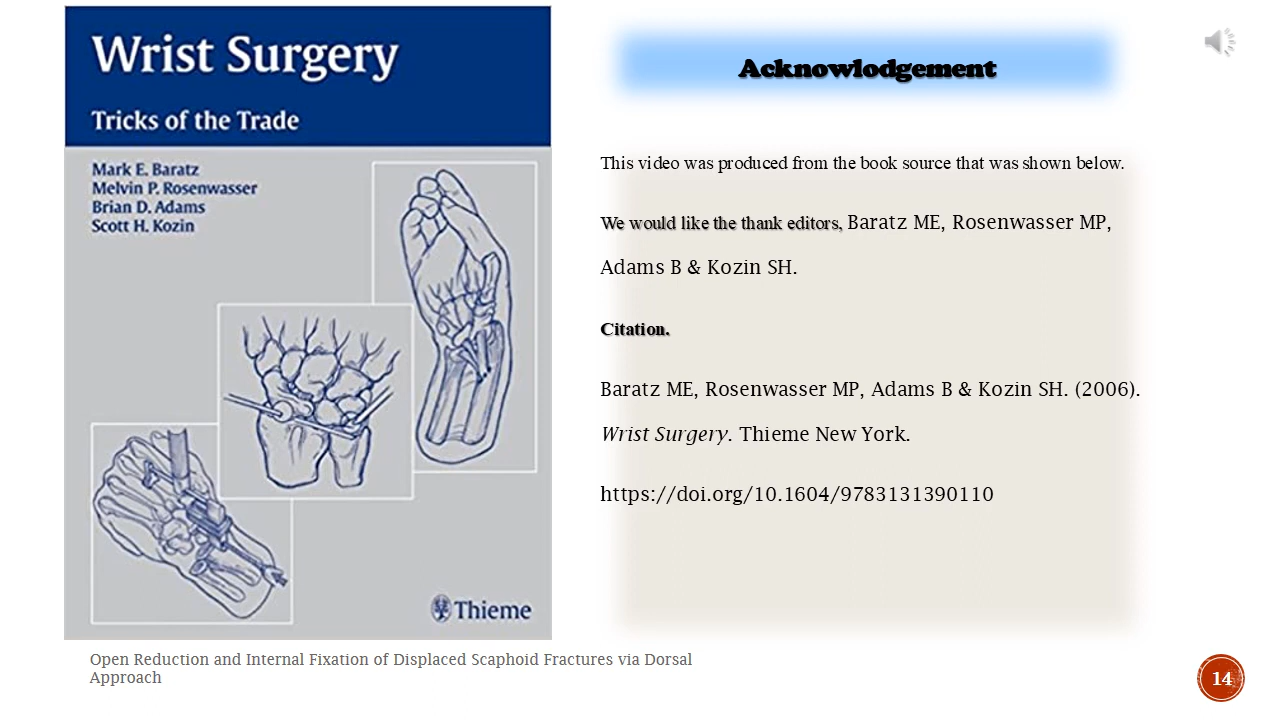 Wrist Surgery
Tricks of the Trade
Mark E. Baratz
Melvin P. Rosenwasser
Brian D. Adams
Scott H. Kozin
Thieme
Acknowlodgement
This video was produced from the book source that was shown below.
We would like the thank editors, Baratz ME, Rosenwasser MP,
Adams B & Kozin SH.
Citation.
Baratz ME, Rosenwasser MP, Adams B & Kozin SH. (2006).
Wrist Surgery. Thieme New York.
https://doi.org/10.1604/9783131390110
Open Reduction and Internal Fixation of Displaced Scaphoid Fractures via Dorsal
Approach
14